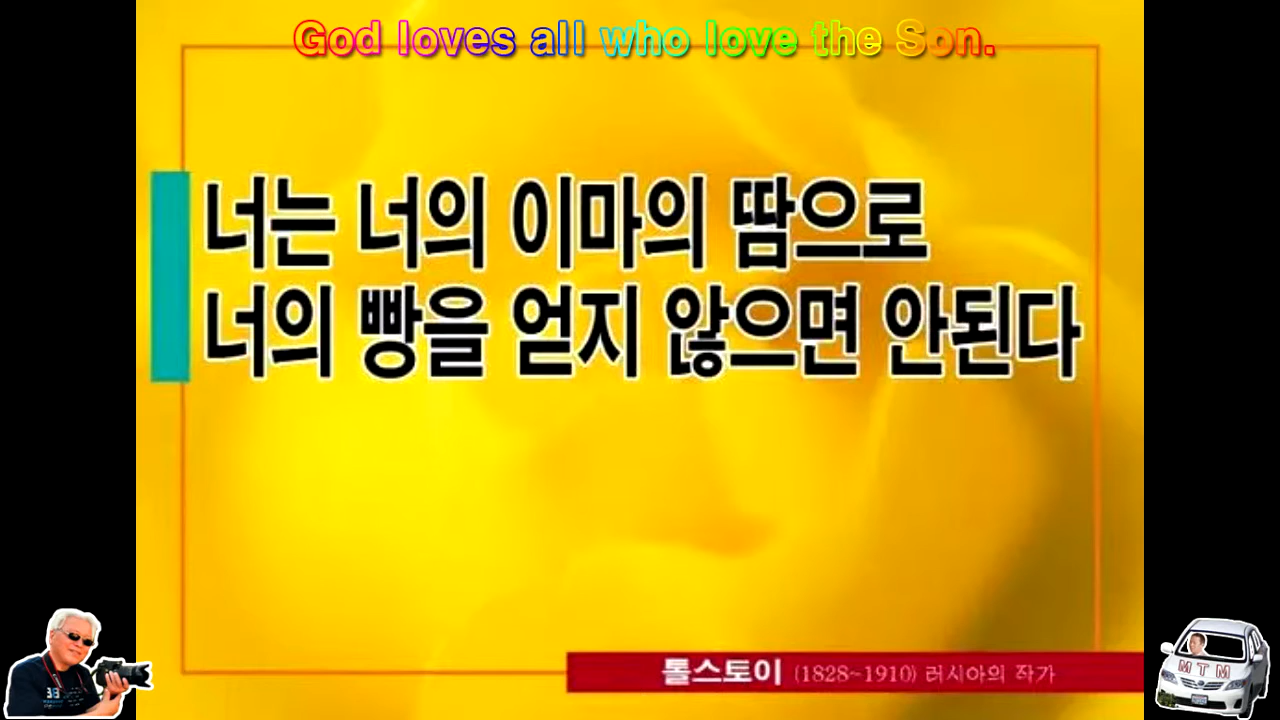 God loves all who love the Son.
너는 너의 이마의 땀으로
너의 빵을 얻지 않으면 안된다
톨스토이 (1828~1910) 러시아의 작가
MTM